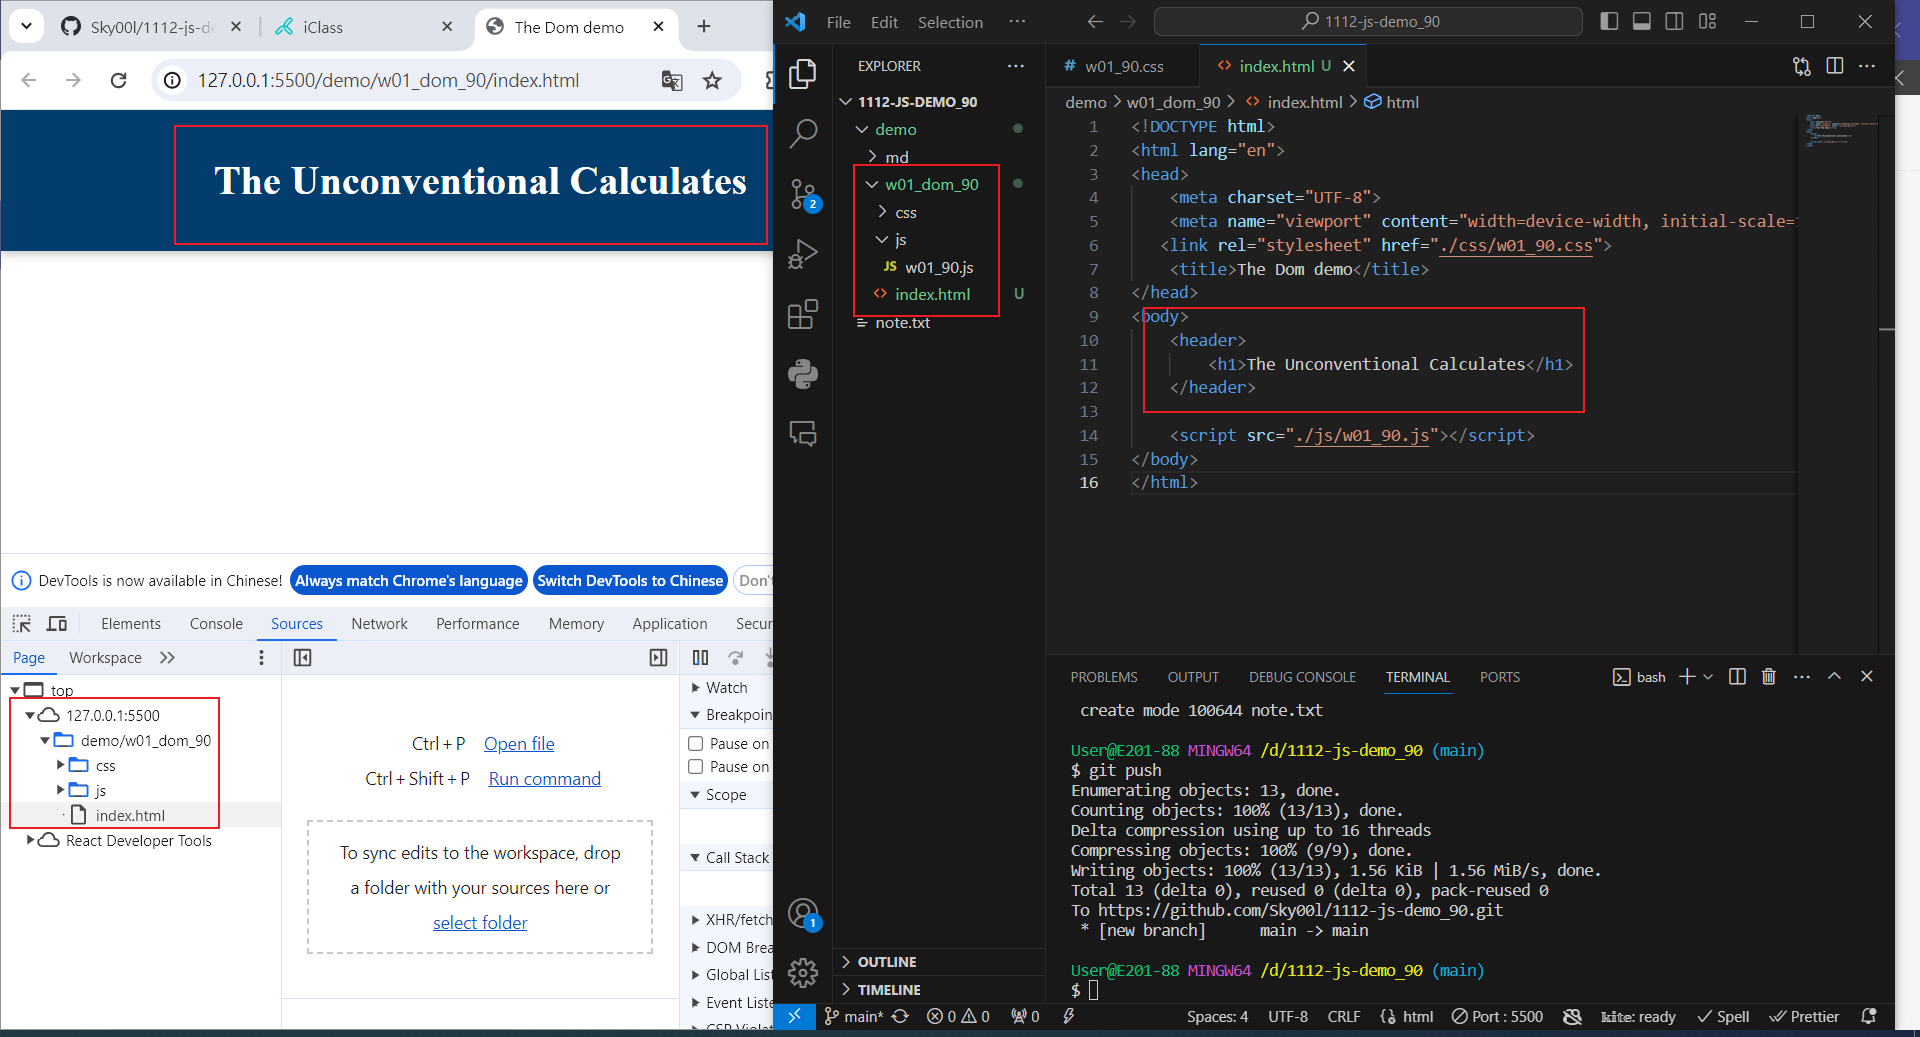 Sky00l/1112-js-de
iClass
The Dom demo
127.0.0.1:5500/demo/w01_dom_90/index.html
The Unconventional Calculates
DevTools is now available in Chinese!
Always match Chrome's language
Switch DevTools to Chinese
Don't
Elements
Console
Sources
Network
Performance
Memory
Application
Secur
Page
Workspace
top
127.0.0.1:5500
demo/w01_dom_90
css
js
index.html
React Developer Tools
Ctrl + P Open file
Ctrl + Shift + P Run command
To sync edits to the workspace, drop
a folder with your sources here or
select folder
Watch
Breakpoin
Pause on
Pause on
Scope
Call Stack
XHR/fetch
DOM Brea
Global List
Event Liste
CSP Violat
File Edit Selection ···
1112-js-demo_90
EXPLORER
1112-JS-DEMO_90
demo
md
w01_dom_90
css
js
JS w01_90.js
index.html U
note.txt
OUTLINE
TIMELINE
2
1
# w01_90.css
index.html U
demo > w01_dom_90 > index.html > html
1 <!DOCTYPE html>
2 <html lang="en">
3 <head>
4 <meta charset="UTF-8">
5 <meta name="viewport" content="width=device-width, initial-scale=1
6 <link rel="stylesheet" href="./css/w01_90.css">
7 <title>The Dom demo</title>
8 </head>
9 <body>
10 <header>
11 <h1>The Unconventional Calculates</h1>
12 </header>
13
14 <script src="./js/w01_90.js"></script>
15 </body>
16 </html>
PROBLEMS OUTPUT DEBUG CONSOLE TERMINAL PORTS
bash
create mode 100644 note.txt
User@E201-88 MINGW64 /d/1112-js-demo_90 (main)
$ git push
Enumerating objects: 13, done.
Counting objects: 100% (13/13), done.
Delta compression using up to 16 threads
Compressing objects: 100% (9/9), done.
Writing objects: 100% (13/13), 1.56 KiB | 1.56 MiB/s, done.
Total 13 (delta 0), reused 0 (delta 0), pack-reused 0
To https://github.com/Sky00l/1112-js-demo_90.git
* [new branch] main -> main
User@E201-88 MINGW64 /d/1112-js-demo_90 (main)
$
main* 0 0 0 Spaces: 4 UTF-8 CRLF html Port : 5500 kite: ready Spell Prettier